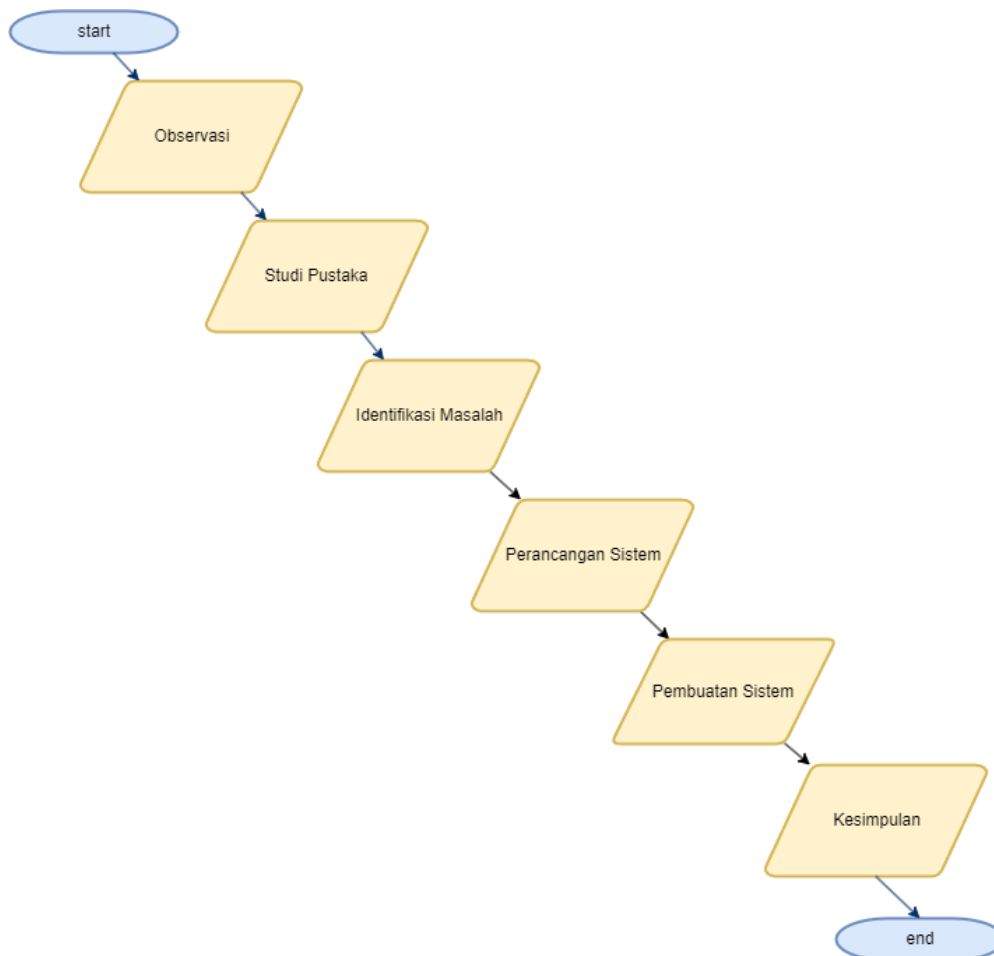 start
Observasi
Studi Pustaka
Identifikasi Masalah
Perancangan Sistem
Pembuatan Sistem
Kesimpulan
end